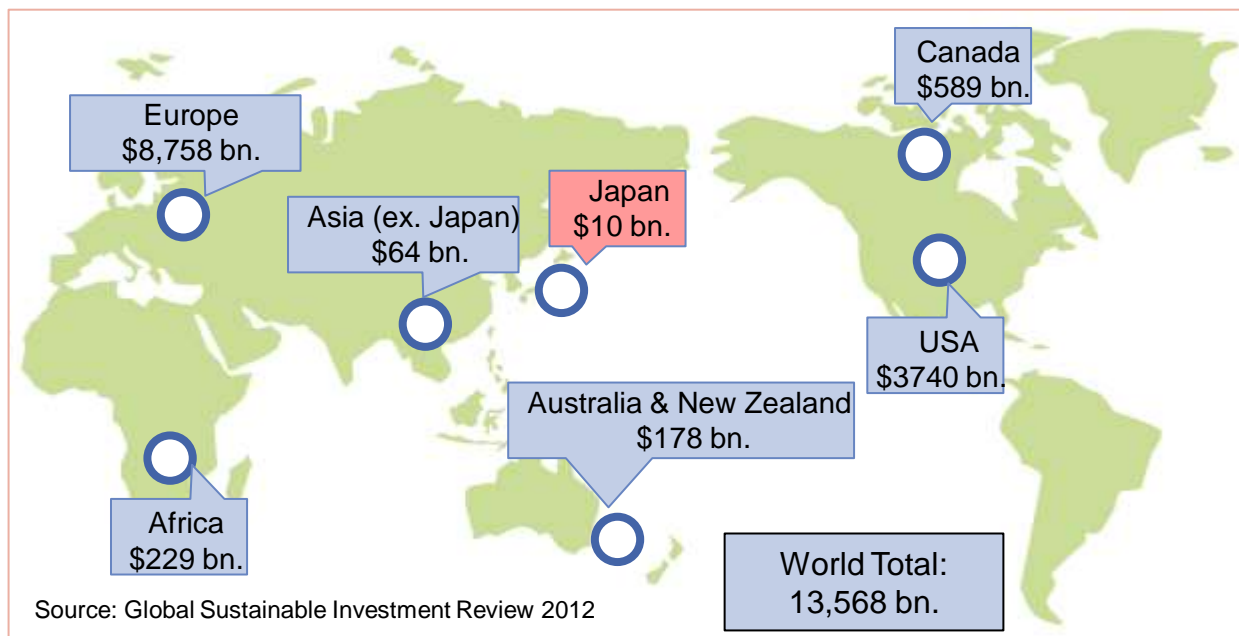 Canada
$589 bn.
Europe
$8,758 bn.
Japan
$10 bn.
Asia (ex. Japan)
$64 bn.
USA
$3740 bn.
Australia & New Zealand
$178 bn.
Africa
$229 bn.
World Total:
13,568 bn.
Source: Global Sustainable Investment Review 2012